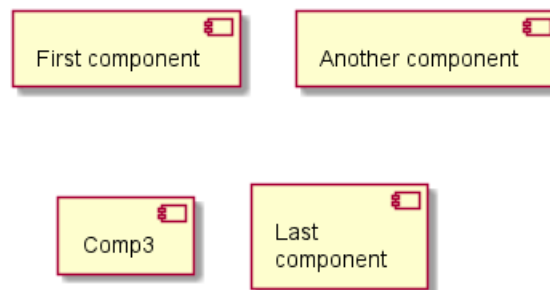 First component
Another component
Comp3
Last
component